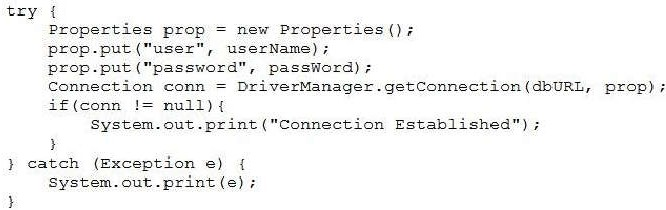 try {
    Properties prop = new Properties();
    prop.put("user", userName);
    prop.put("password", passWord);
    Connection conn = DriverManager.getConnection(dbURL, prop);
    if(conn != null){
        System.out.print("Connection Established");
    }
} catch (Exception e) {
    System.out.print(e);
}